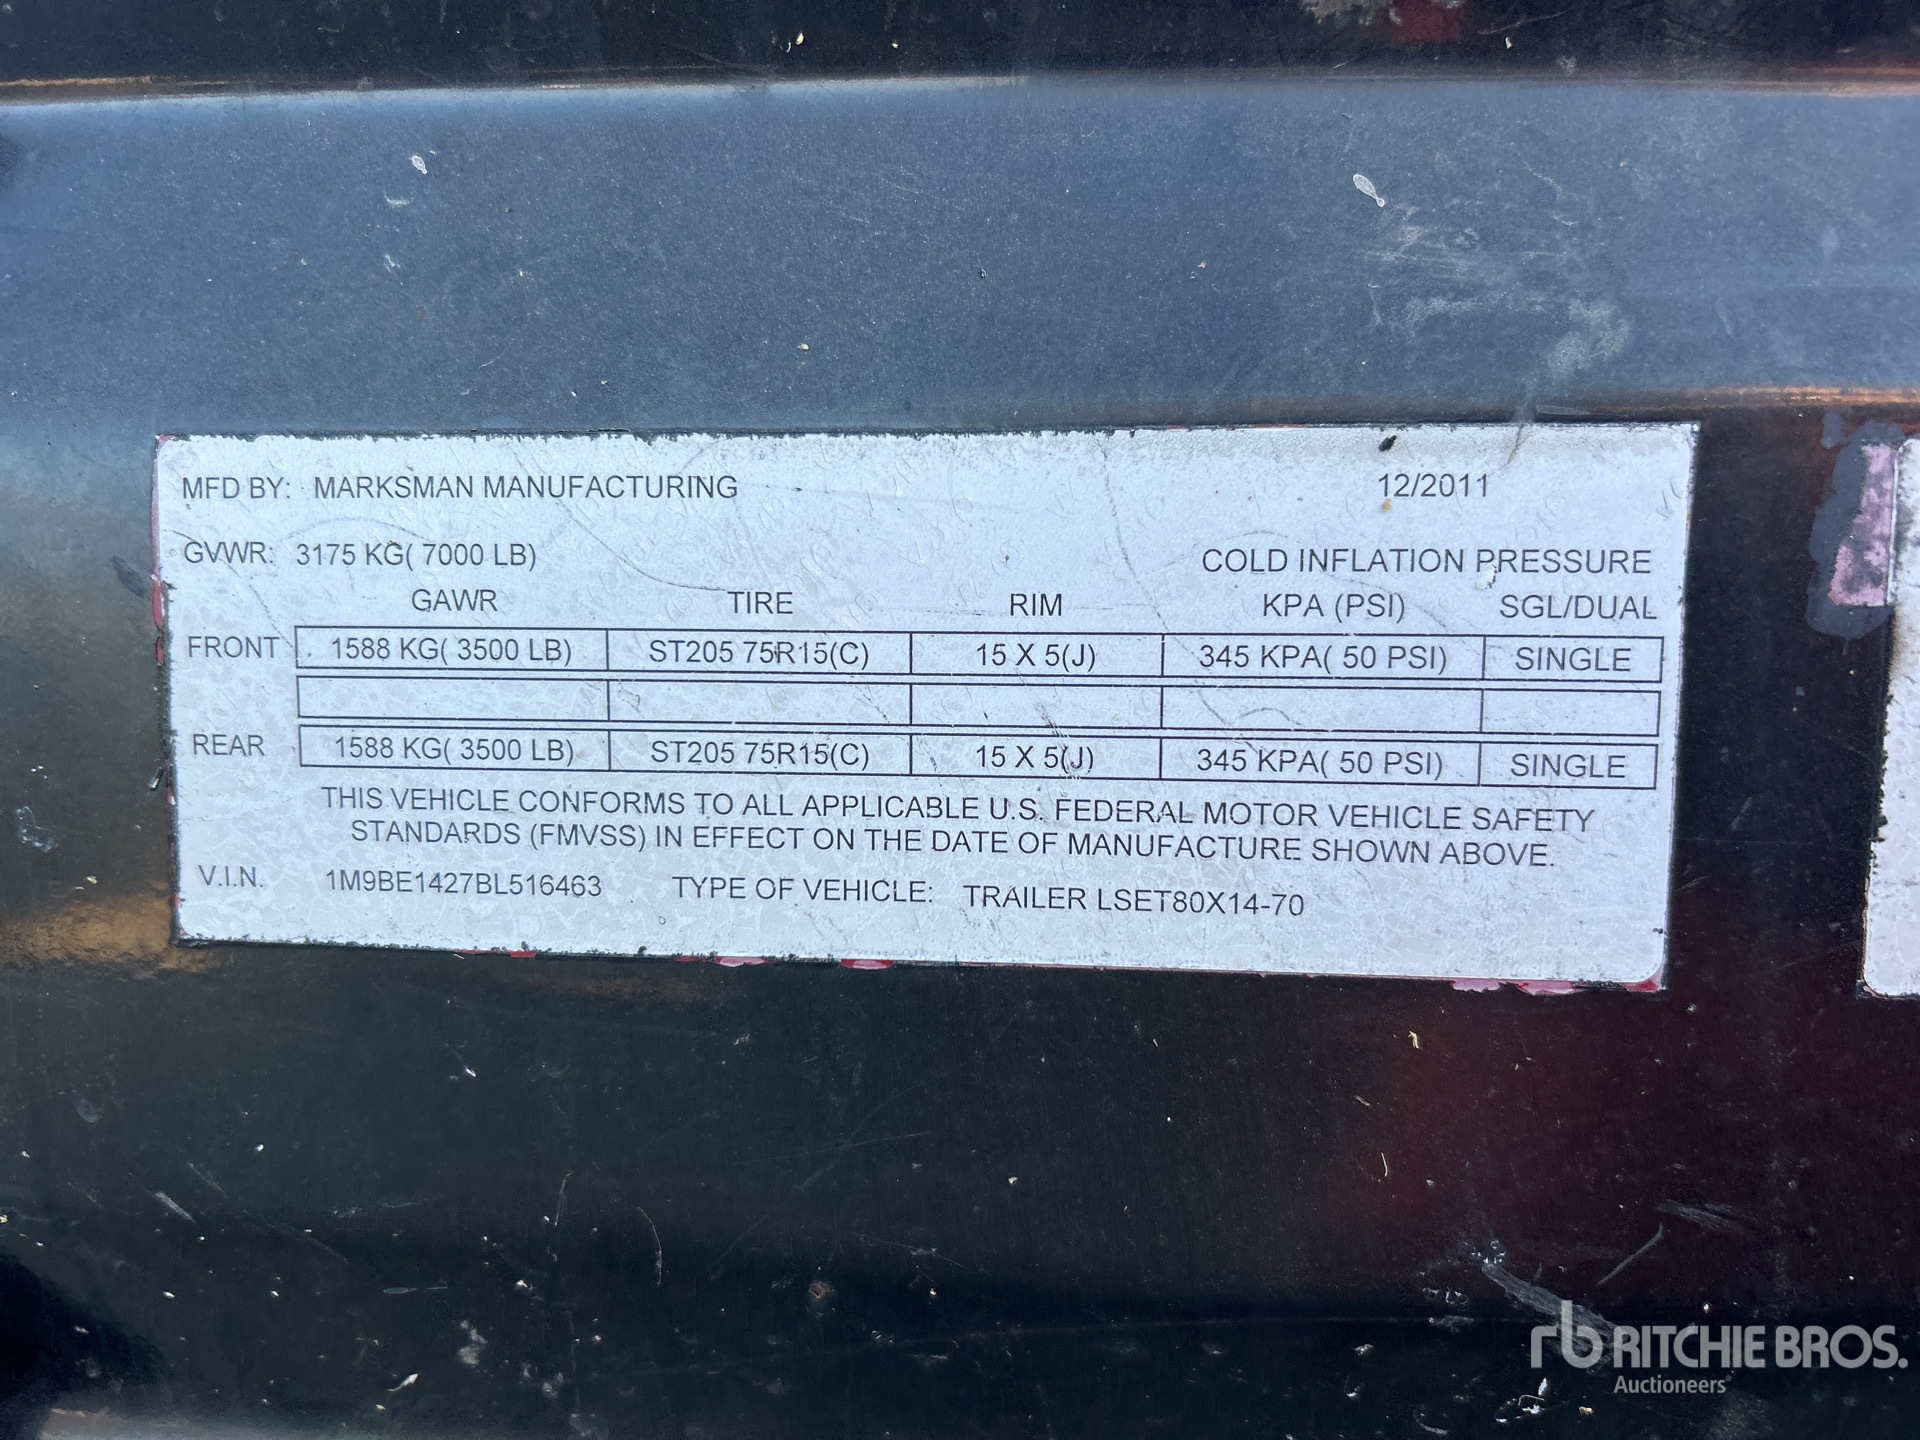 MFD BY: MARKSMAN MANUFACTURING 12/2011
GVWR: 3175 KG( 7000 LB) COLD INFLATION PRESSURE
GAWR TIRE RIM KPA (PSI) SGL/DUAL
FRONT 1588 KG( 3500 LB) ST205 75R15(C) 15 X 5(J) 345 KPA( 50 PSI) SINGLE
REAR 1588 KG( 3500 LB) ST205 75R15(C) 15 X 5(J) 345 KPA( 50 PSI) SINGLE
THIS VEHICLE CONFORMS TO ALL APPLICABLE U.S. FEDERAL MOTOR VEHICLE SAFETY
STANDARDS (FMVSS) IN EFFECT ON THE DATE OF MANUFACTURE SHOWN ABOVE.
V.I.N. 1M9BE1427BL516463 TYPE OF VEHICLE: TRAILER LSET80X14-70
rb RITCHIE BROS.
Auctioneers